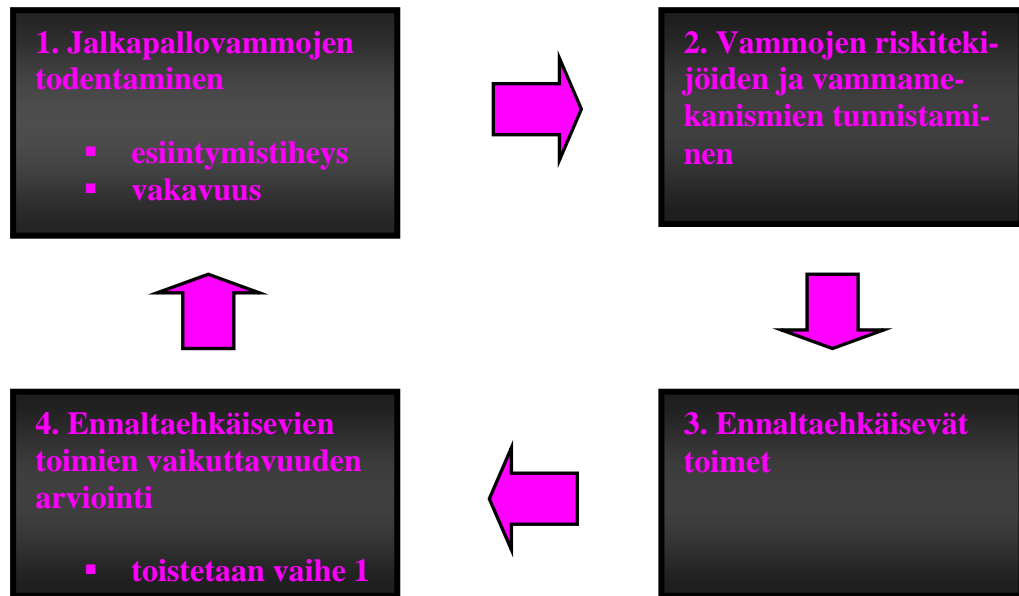 1. Jalkapallovammojen
todentaminen
▪ esiintymistiheys
▪ vakavuus
2. Vammojen riskiteki-
jöiden ja vammame-
kanismien tunnistami-
nen
3. Ennaltaehkäisevät
toimet
4. Ennaltaehkäisevien
toimien vaikuttavuuden
arviointi
▪ toistetaan vaihe 1